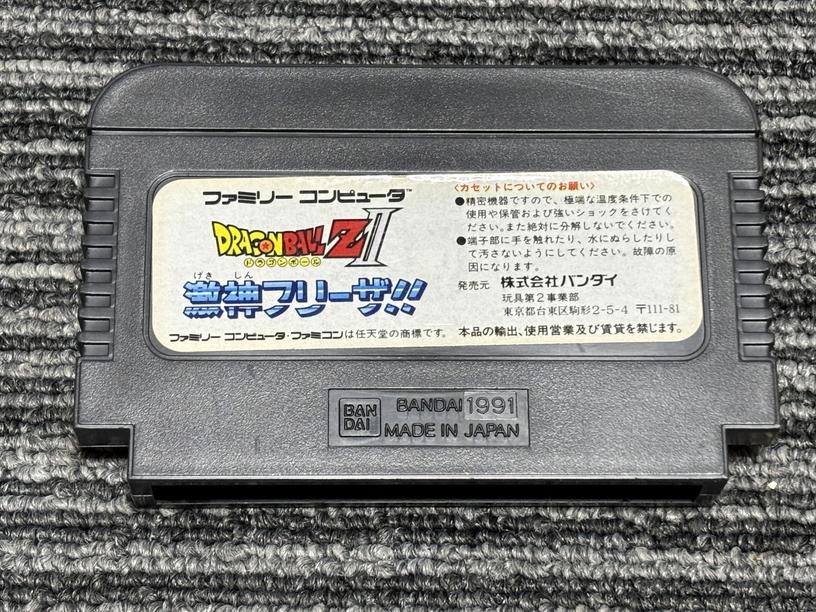 ファミリー コンピュータ™
DRAGON BALL Z II
ドラゴンボール
げき しん
激神フリーザ!!
ファミリー コンピュータ・ファミコンは任天堂の商標です。
〈カセットについてのお願い〉
●精密機器ですので、極端な温度条件下での
使用や保管および強いショックをさけてく
ださい。また絶対に分解しないでください。
●端子部に手を触れたり、水にぬらしたりし
て汚さないようにしてください。故障の原
因になります。
発売元 株式会社バンダイ
玩具第2事業部
東京都台東区駒形2-5-4 〒111-81
本品の輸出、使用営業及び賃貸を禁じます。
BAN
DAI
BANDAI 1991
MADE IN JAPAN